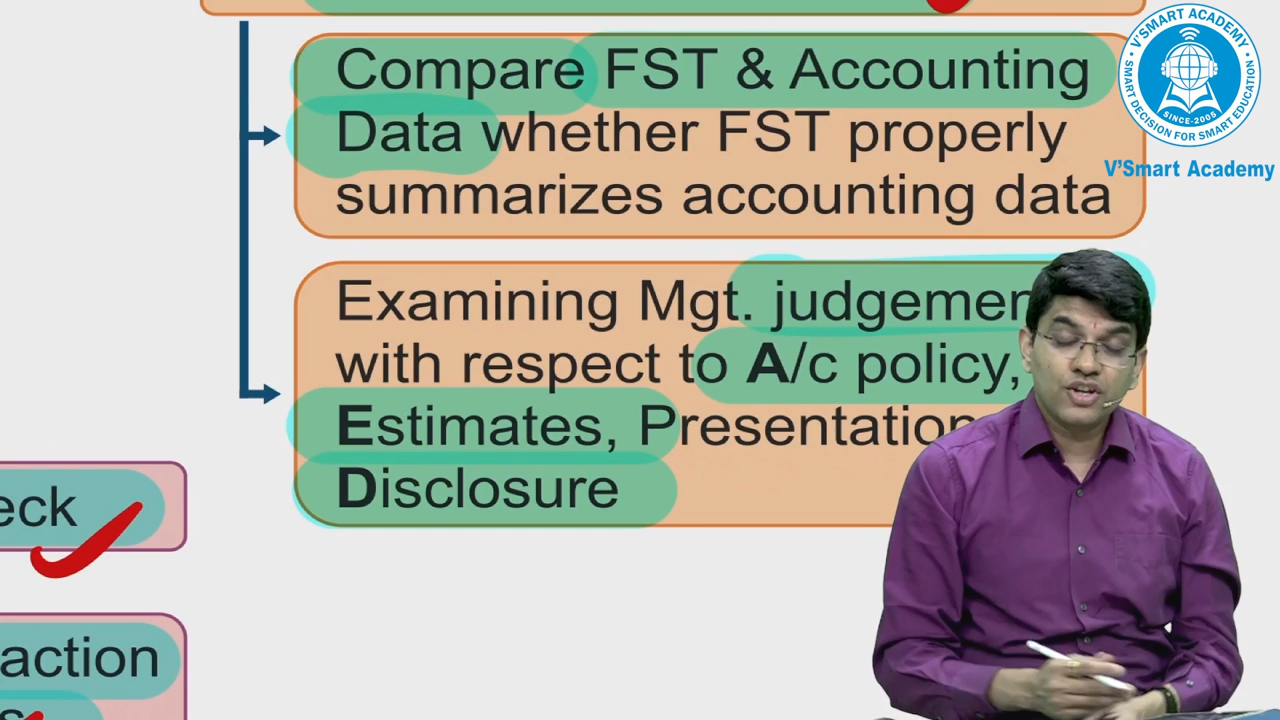 Compare FST & Accounting
Data whether FST properly
summarizes accounting data
Examining Mgt. judgemen
with respect to A/c policy,
Estimates, Presentation
Disclosure
eck
action
s
V'SMART ACADEMY
SMART DECISION FOR SMART EDUCATION
SINCE-2005
V'Smart Academy